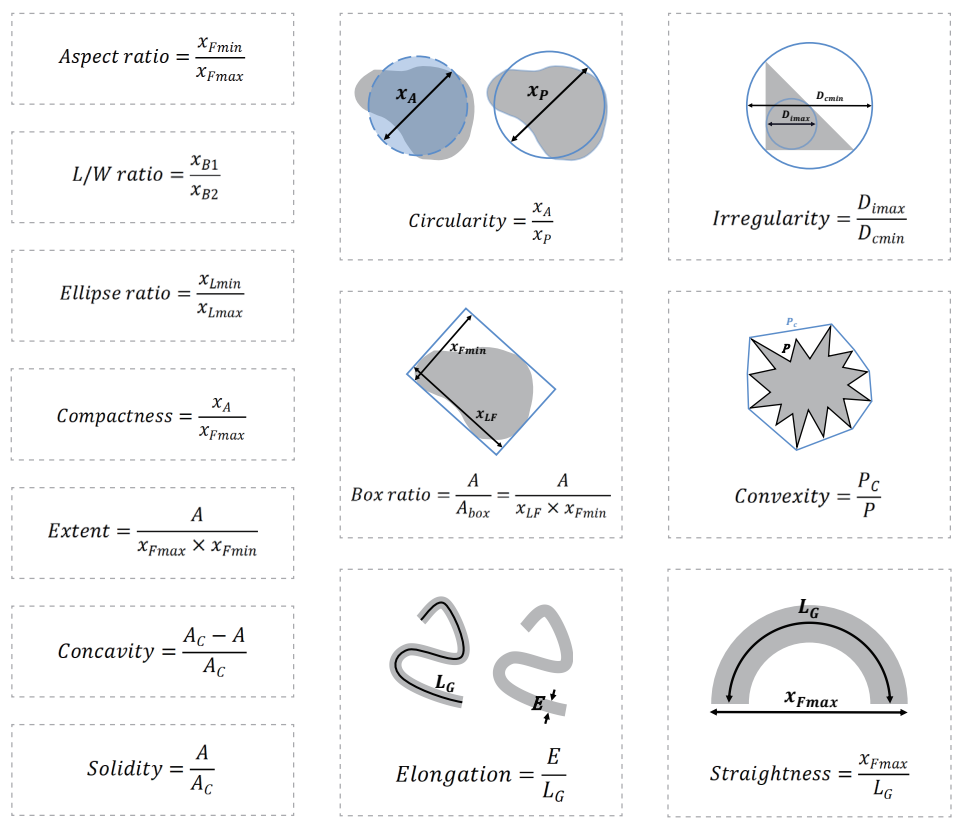 Aspect ratio = x_Fmin / x_Fmax
L/W ratio = x_B1 / x_B2
Ellipse ratio = x_Lmin / x_Lmax
Compactness = x_A / x_Fmax
Extent = A / x_Fmax × x_Fmin
Concavity = A_C − A / A_C
Solidity = A / A_C
x_A
x_P
Circularity = x_A / x_P
x_Fmin
x_LF
Box ratio = A / A_box = A / x_LF × x_Fmin
L_G
E
Elongation = E / L_G
D_cmin
D_imax
Irregularity = D_imax / D_cmin
P_c
P
Convexity = P_C / P
L_G
x_Fmax
Straightness = x_Fmax / L_G